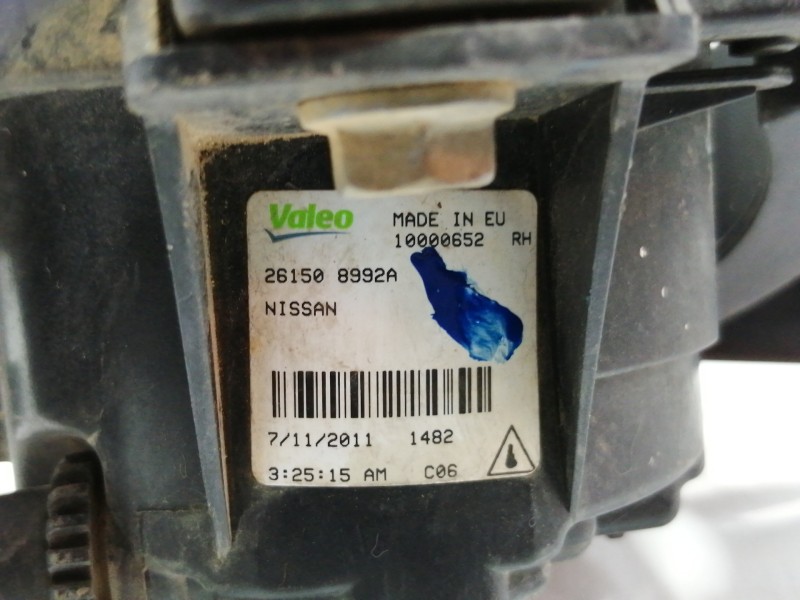 Valeo
MADE IN EU
10000652 RH
26150 8992A
NISSAN
7/11/2011 1482
3:25:15 AM C06